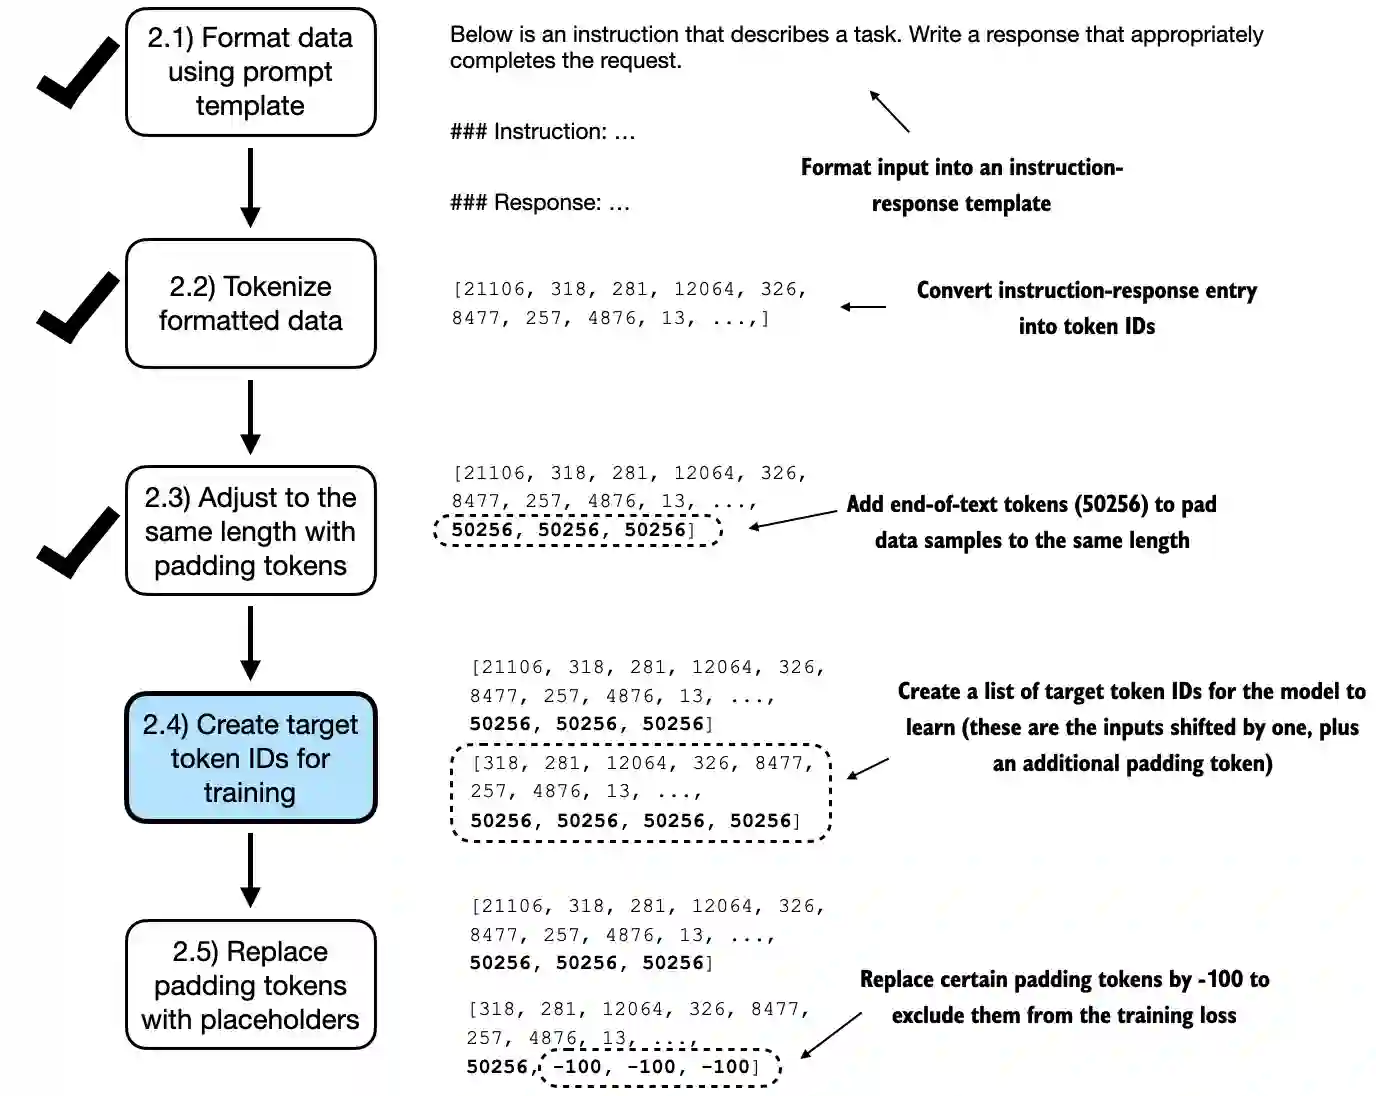 2.1) Format data
using prompt
template
Below is an instruction that describes a task. Write a response that appropriately
completes the request.
### Instruction: …
### Response: …
Format input into an instruction-
response template
2.2) Tokenize
formatted data
[21106, 318, 281, 12064, 326,
8477, 257, 4876, 13, ...,]
Convert instruction-response entry
into token IDs
2.3) Adjust to the
same length with
padding tokens
[21106, 318, 281, 12064, 326,
8477, 257, 4876, 13, ...,
50256, 50256, 50256]
Add end-of-text tokens (50256) to pad
data samples to the same length
2.4) Create target
token IDs for
training
[21106, 318, 281, 12064, 326,
8477, 257, 4876, 13, ...,
50256, 50256, 50256]
[318, 281, 12064, 326, 8477,
257, 4876, 13, ...,
50256, 50256, 50256, 50256]
Create a list of target token IDs for the model to
learn (these are the inputs shifted by one, plus
an additional padding token)
2.5) Replace
padding tokens
with placeholders
[21106, 318, 281, 12064, 326,
8477, 257, 4876, 13, ...,
50256, 50256, 50256]
[318, 281, 12064, 326, 8477,
257, 4876, 13, ...,
50256, -100, -100, -100]
Replace certain padding tokens by -100 to
exclude them from the training loss